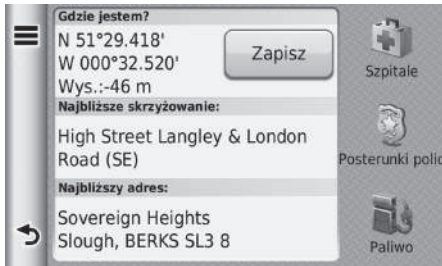 Gdzie jestem?
N 51°29.418'
W 000°32.520'
Wys.:-46 m
Zapisz
Najbliższe skrzyżowanie:
High Street Langley & London
Road (SE)
Najbliższy adres:
Sovereign Heights
Slough, BERKS SL3 8
Szpitale
Posterunki polic
Paliwo